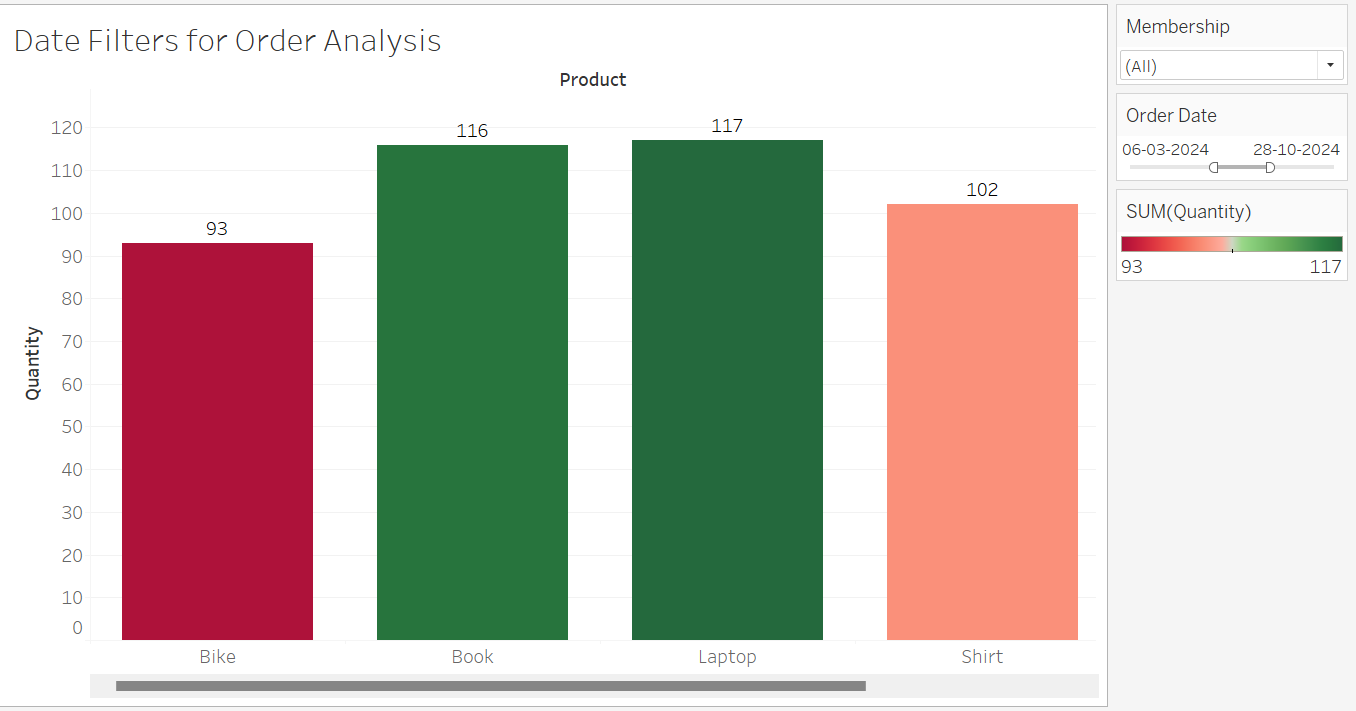 Date Filters for Order Analysis
Product
120
110
100
90
80
70
60
50
40
30
20
10
0
Quantity
93
116
117
102
Bike
Book
Laptop
Shirt
Membership
(All)
Order Date
06-03-2024 28-10-2024
SUM(Quantity)
93 117